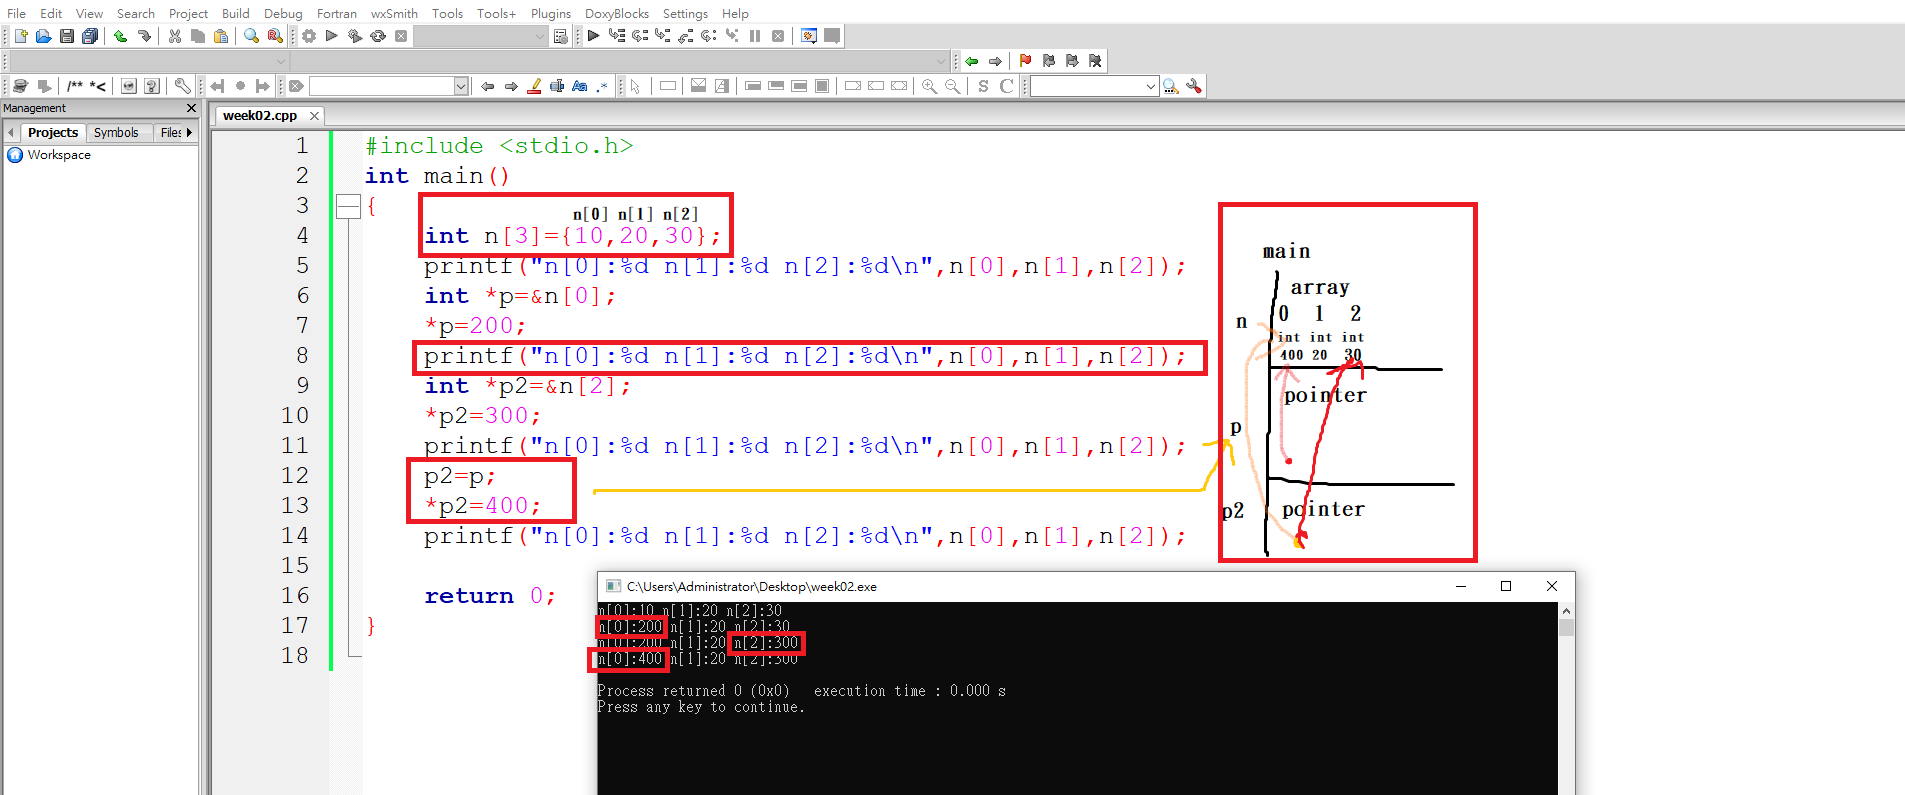 File Edit View Search Project Build Debug Fortran wxSmith Tools Tools+ Plugins DoxyBlocks Settings Help
/** *<
S C
Management
Projects Symbols Files
Workspace
week02.cpp
1 #include <stdio.h>
2 int main()
3 {
n[0] n[1] n[2]
4 int n[3]={10,20,30};
5 printf("n[0]:%d n[1]:%d n[2]:%d\n",n[0],n[1],n[2]);
6 int *p=&n[0];
7 *p=200;
8 printf("n[0]:%d n[1]:%d n[2]:%d\n",n[0],n[1],n[2]);
9 int *p2=&n[2];
10 *p2=300;
11 printf("n[0]:%d n[1]:%d n[2]:%d\n",n[0],n[1],n[2]);
12 p2=p;
13 *p2=400;
14 printf("n[0]:%d n[1]:%d n[2]:%d\n",n[0],n[1],n[2]);
15
16 return 0;
17 }
18
main
array
0 1 2
n
int int int
400 20 30
pointer
p
p2 pointer
C:\Users\Administrator\Desktop\week02.exe
n[0]:10 n[1]:20 n[2]:30
n[0]:200 n[1]:20 n[2]:30
n[0]:200 n[1]:20 n[2]:300
n[0]:400 n[1]:20 n[2]:300
Process returned 0 (0x0) execution time : 0.000 s
Press any key to continue.